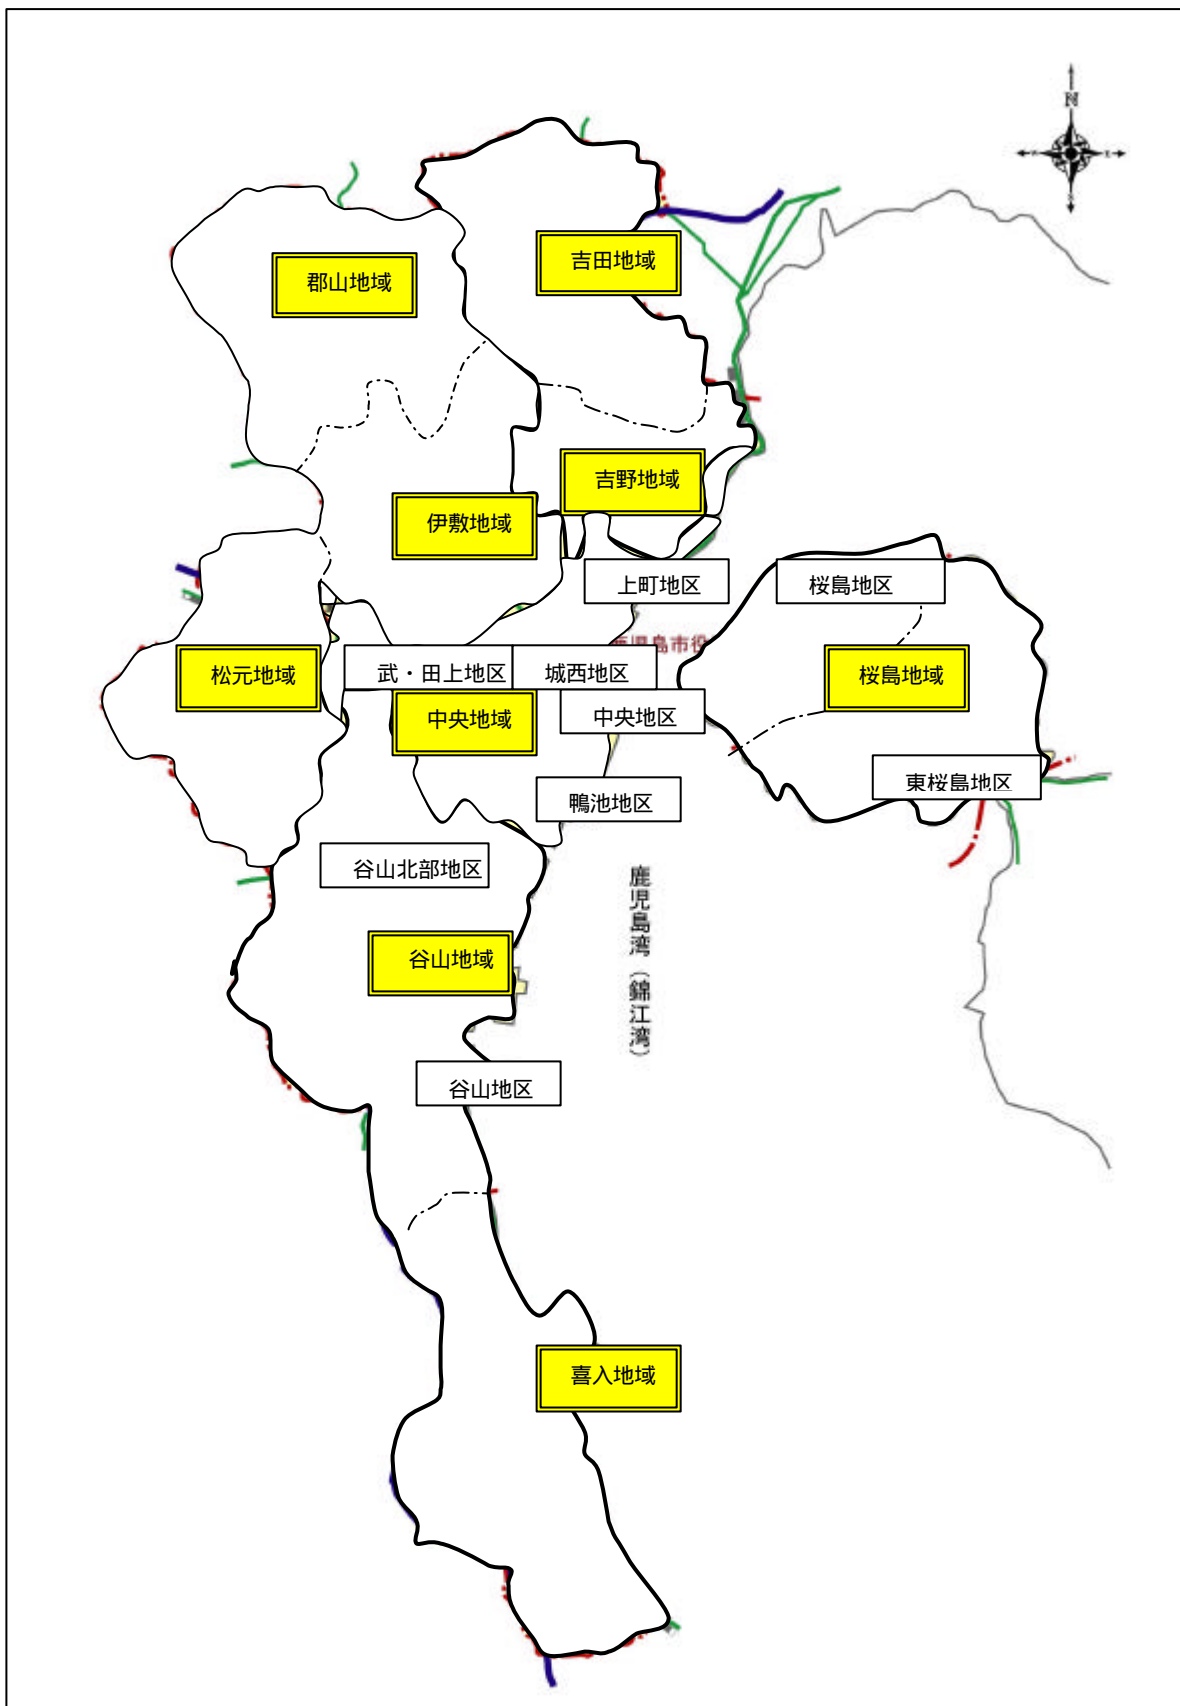 N
吉田地域
郡山地域
吉野地域
伊敷地域
上町地区
桜島地区
松元地域
武・田上地区
城西地区
桜島地域
中央地域
中央地区
東桜島地区
鴨池地区
谷山北部地区
鹿児島湾(錦江湾)
谷山地域
谷山地区
喜入地域